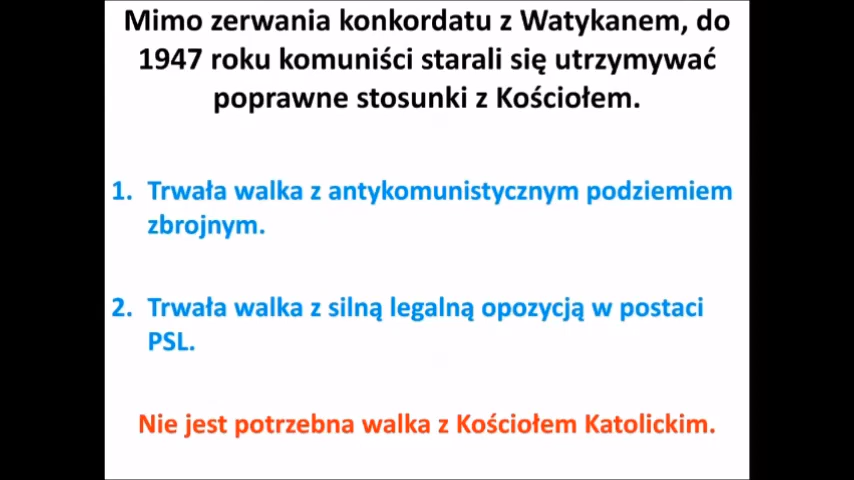 Mimo zerwania konkordatu z Watykanem, do
1947 roku komuniści starali się utrzymywać
poprawne stosunki z Kościołem.
1. Trwała walka z antykomunistycznym podziemiem
zbrojnym.
2. Trwała walka z silną legalną opozycją w postaci
PSL.
Nie jest potrzebna walka z Kościołem Katolickim.